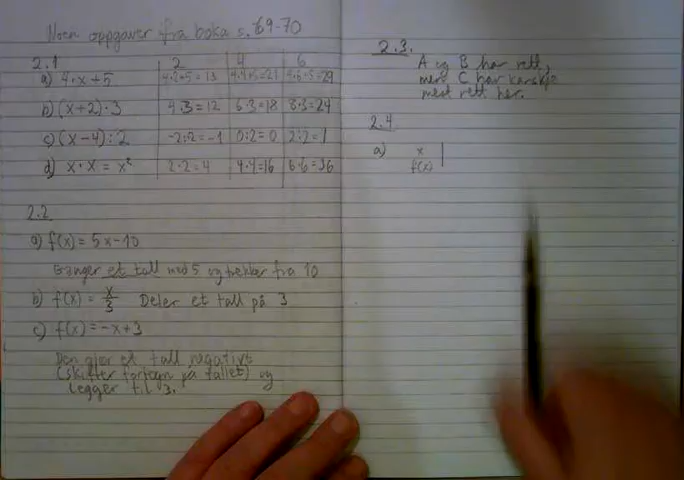 Noen oppgaver fra boka s. 69-70
2.1 2 4 6
a) 4·x+5 4·2+5=13 4·4+5=21 4·6+5=29
b) (x+2)·3 4·3=12 6·3=18 8·3=24
c) (x-4):2 -2:2=-1 0:2=0 2:2=1
d) x·x=x² 2·2=4 4·4=16 6·6=36
2.2
a) f(x)=5x-10
Ganger et tall med 5 og trekker fra 10
b) f(x)=x/3 Deler et tall på 3
c) f(x)=-x+3
Den gjør et tall negativt
(skifter fortegn på tallet) og
legger til 3.
2.3.
A og B har rett,
men C har kanskje
mest rett her.
2.4
a) x
f(x)